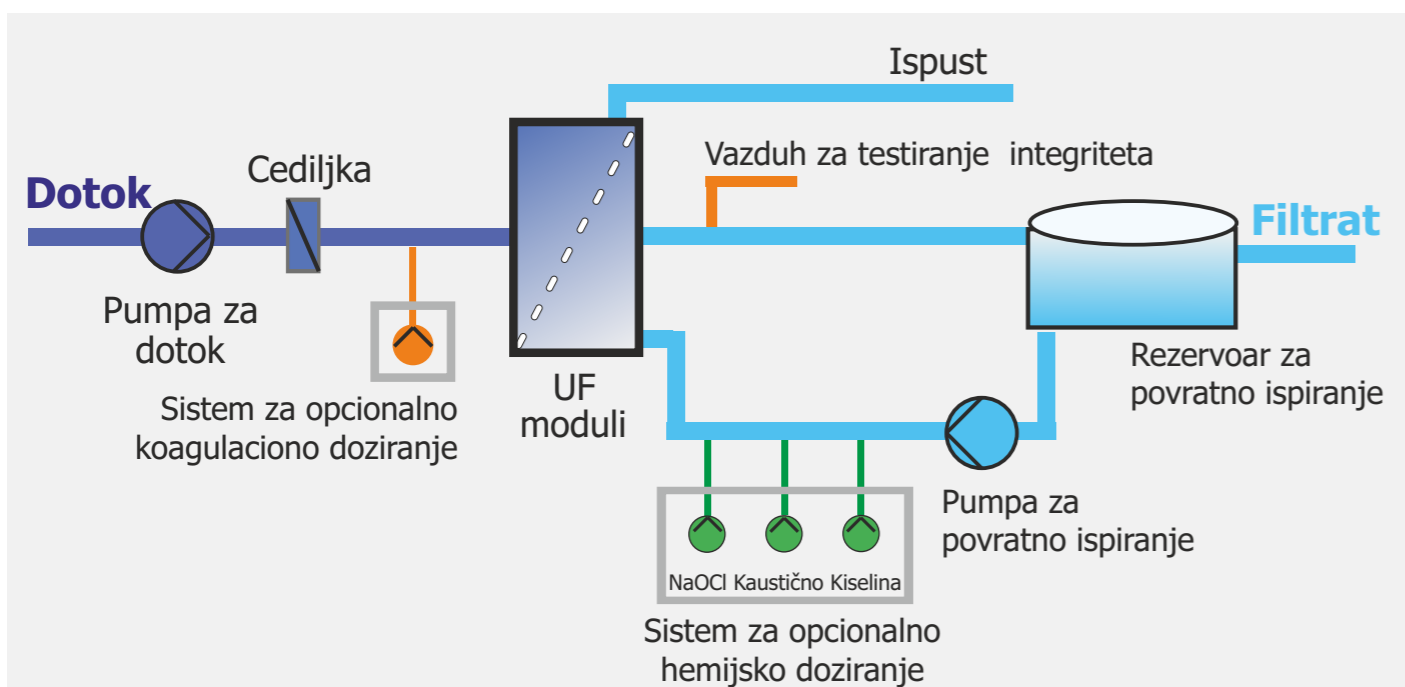 Ispust
Vazduh za testiranje integriteta
Cediljka
Dotok
Filtrat
Pumpa za
dotok
Rezervoar za
povratno ispiranje
UF
moduli
Sistem za opcionalno
koagulaciono doziranje
Pumpa za
povratno ispiranje
NaOCl Kaustično Kiselina
Sistem za opcionalno
hemijsko doziranje